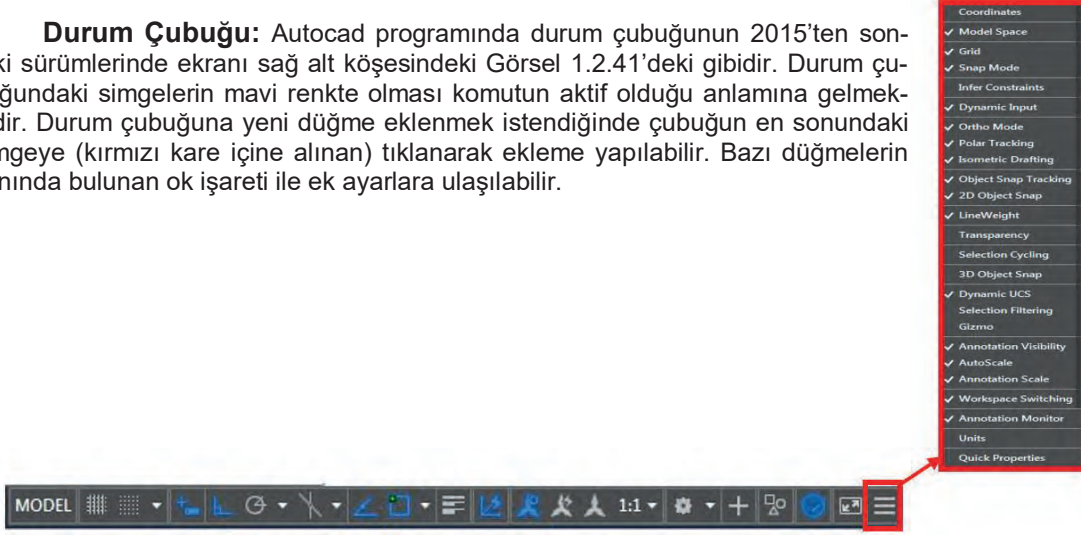 Durum Çubuğu: Autocad programında durum çubuğunun 2015’ten son-
ki sürümlerinde ekranı sağ alt köşesindeki Görsel 1.2.41’deki gibidir. Durum çu-
ğundaki simgelerin mavi renkte olması komutun aktif olduğu anlamına gelmek-
dir. Durum çubuğuna yeni düğme eklenmek istendiğinde çubuğun en sonundaki
mgeye (kırmızı kare içine alınan) tıklanarak ekleme yapılabilir. Bazı düğmelerin
nında bulunan ok işareti ile ek ayarlara ulaşılabilir.
Coordinates
Model Space
Grid
Snap Mode
Infer Constraints
Dynamic Input
Ortho Mode
Polar Tracking
Isometric Drafting
Object Snap Tracking
2D Object Snap
LineWeight
Transparency
Selection Cycling
3D Object Snap
Dynamic UCS
Selection Filtering
Gizmo
Annotation Visibility
AutoScale
Annotation Scale
Workspace Switching
Annotation Monitor
Units
Quick Properties
MODEL 1:1